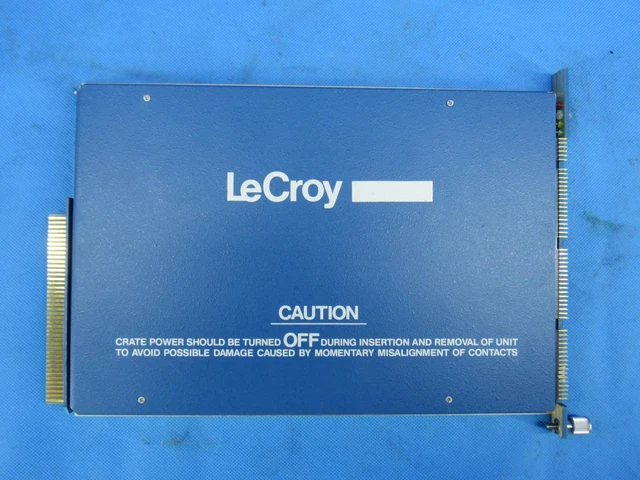 LeCroy
CAUTION
CRATE POWER SHOULD BE TURNED OFF DURING INSERTION AND REMOVAL OF UNIT
TO AVOID POSSIBLE DAMAGE CAUSED BY MOMENTARY MISALIGNMENT OF CONTACTS